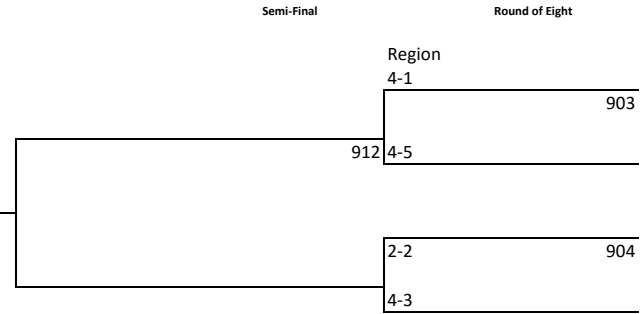 Semi-Final Round of Eight
Region
4-1
903
912 4-5
2-2 904
4-3